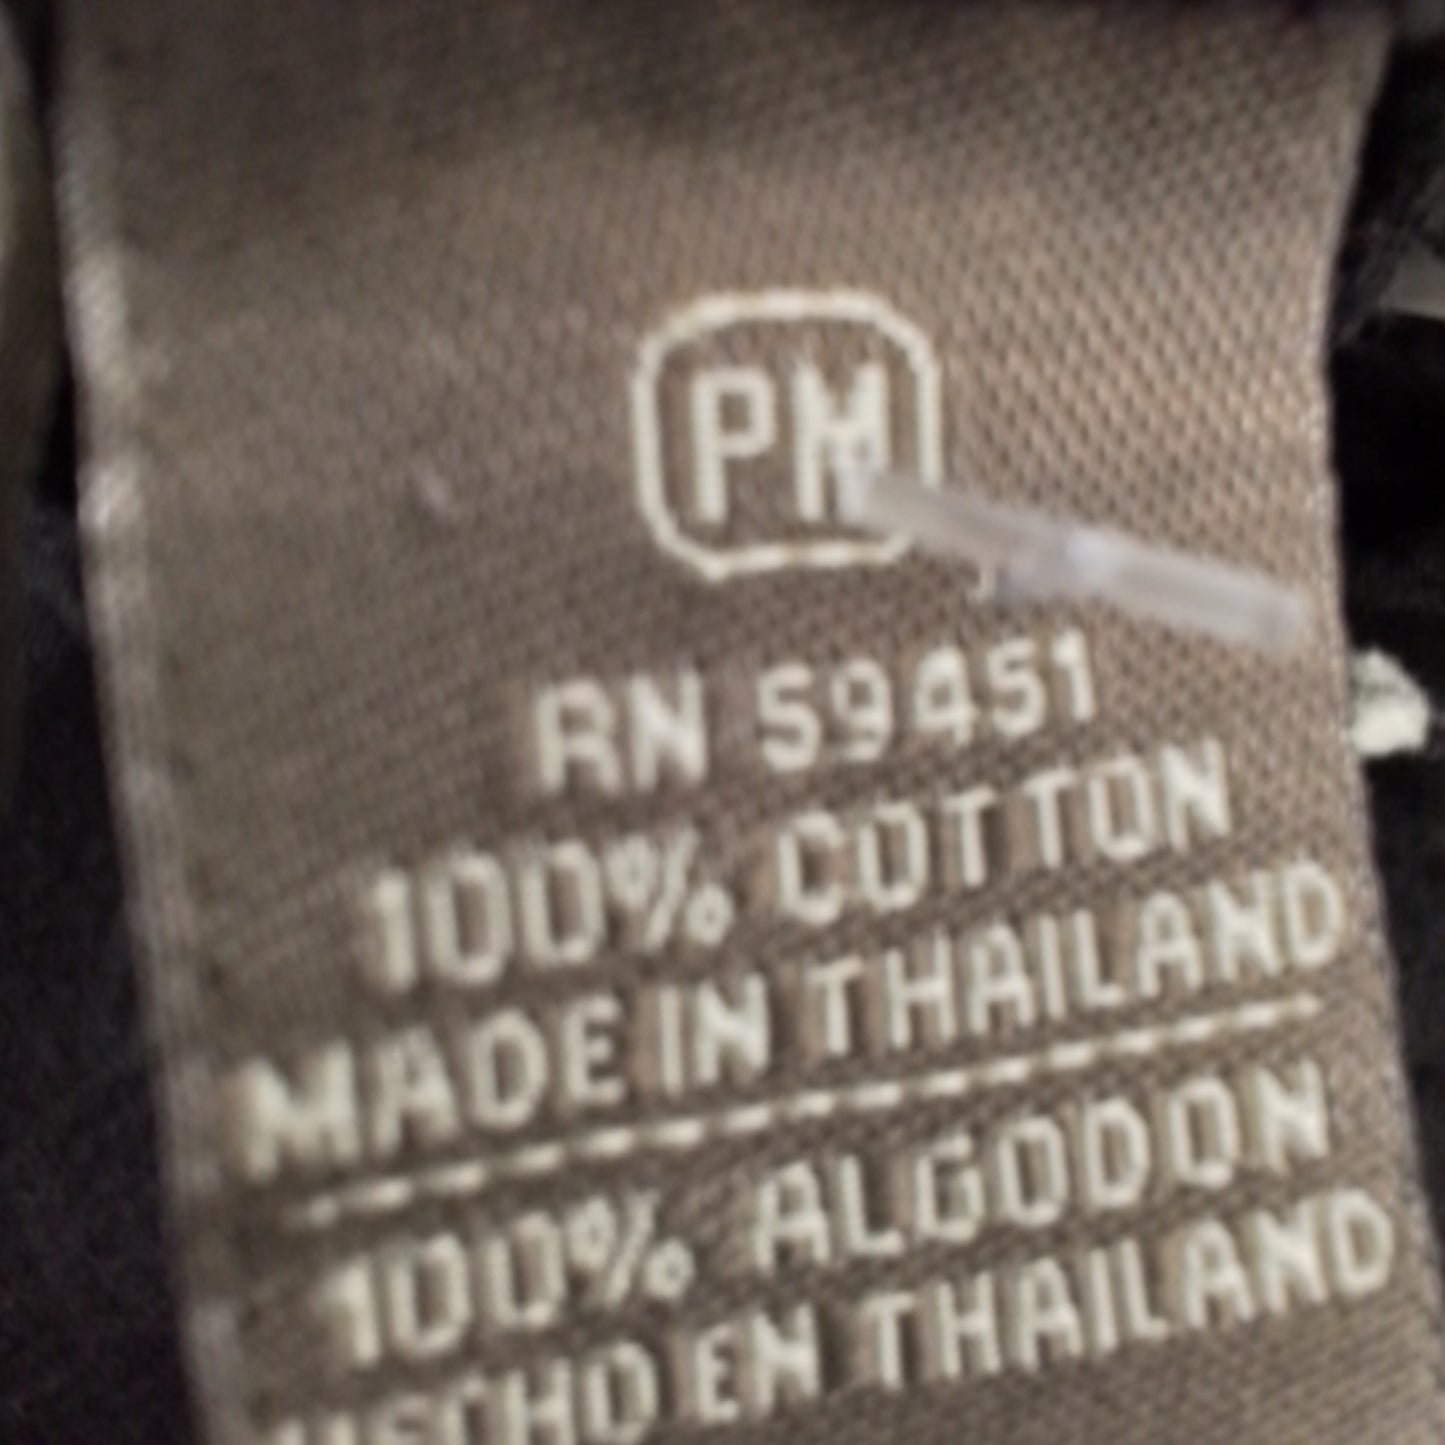 PM
RN 59451
100% COTTON
MADE IN THAILAND
100% ALGODON
HECHO EN THAILAND